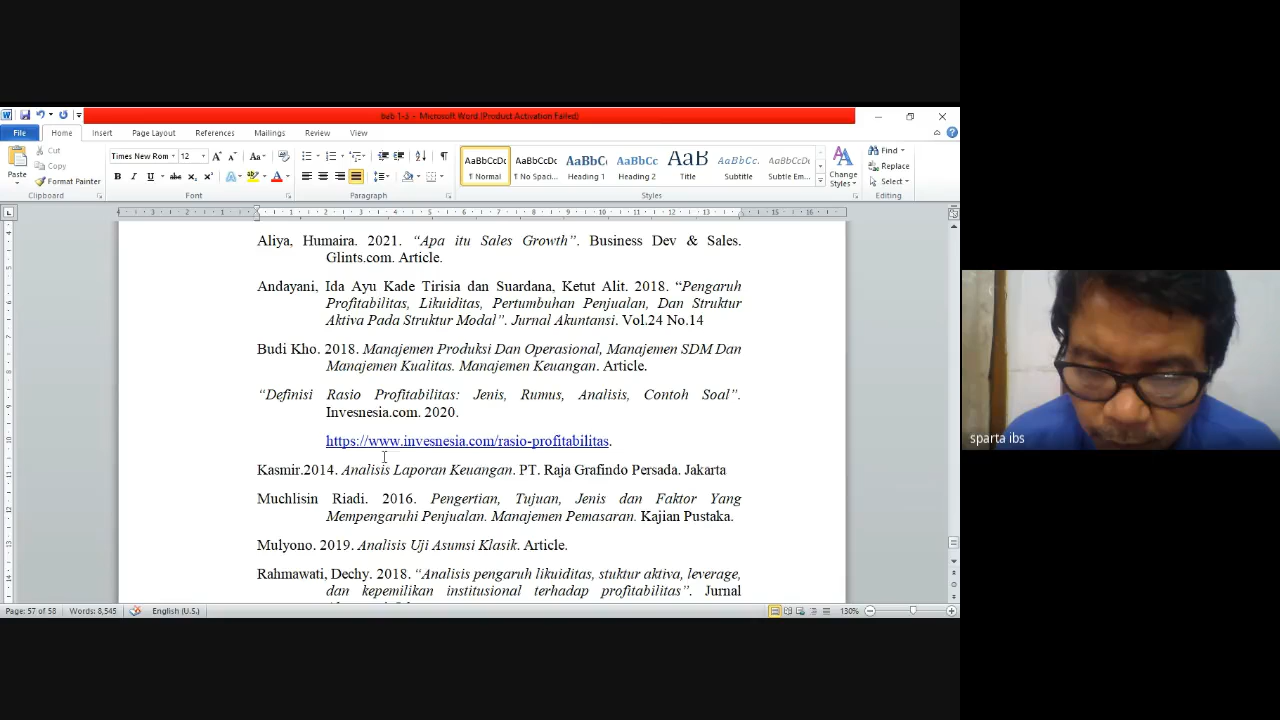 bab 1-3 - Microsoft Word (Product Activation Failed)
File Home Insert Page Layout References Mailings Review View
Cut
Copy
Format Painter
Paste
Clipboard
Times New Rom 12
Font
Paragraph
AaBbCcDc AaBbCcDc AaBbC AaBbCc AaB AaBbCc. AaBbCcDc
¶ Normal ¶ No Spaci... Heading 1 Heading 2 Title Subtitle Subtle Em...
Change
Styles
Styles
Find
Replace
Select
Editing
Aliya, Humaira. 2021. “Apa itu Sales Growth”. Business Dev & Sales.
Glints.com. Article.
Andayani, Ida Ayu Kade Tirisia dan Suardana, Ketut Alit. 2018. “Pengaruh
Profitabilitas, Likuiditas, Pertumbuhan Penjualan, Dan Struktur
Aktiva Pada Struktur Modal”. Jurnal Akuntansi. Vol.24 No.14
Budi Kho. 2018. Manajemen Produksi Dan Operasional, Manajemen SDM Dan
Manajemen Kualitas. Manajemen Keuangan. Article.
“Definisi Rasio Profitabilitas: Jenis, Rumus, Analisis, Contoh Soal”.
Invesnesia.com. 2020.
https://www.invesnesia.com/rasio-profitabilitas.
Kasmir.2014. Analisis Laporan Keuangan. PT. Raja Grafindo Persada. Jakarta
Muchlisin Riadi. 2016. Pengertian, Tujuan, Jenis dan Faktor Yang
Mempengaruhi Penjualan. Manajemen Pemasaran. Kajian Pustaka.
Mulyono. 2019. Analisis Uji Asumsi Klasik. Article.
Rahmawati, Dechy. 2018. “Analisis pengaruh likuiditas, stuktur aktiva, leverage,
dan kepemilikan institusional terhadap profitabilitas”. Jurnal
Page: 57 of 58 Words: 8,545 English (U.S.) 130%
sparta ibs